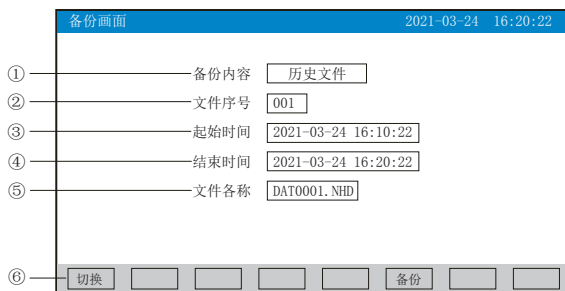 备份画面 2021-03-24 16:20:22
① 备份内容 历史文件
② 文件序号 001
③ 起始时间 2021-03-24 16:10:22
④ 结束时间 2021-03-24 16:20:22
⑤ 文件各称 DAT0001.NHD
⑥ 切换 备份